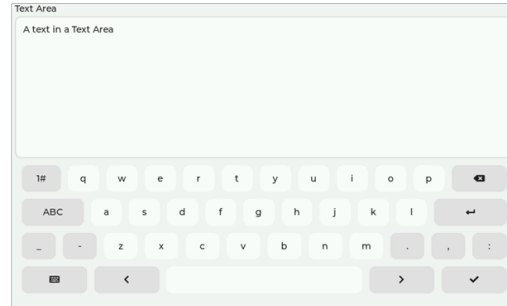 Text Area
A text in a Text Area
1# q w e r t y u i o p
ABC a s d f g h j k l
_ - z x c v b n m . , :